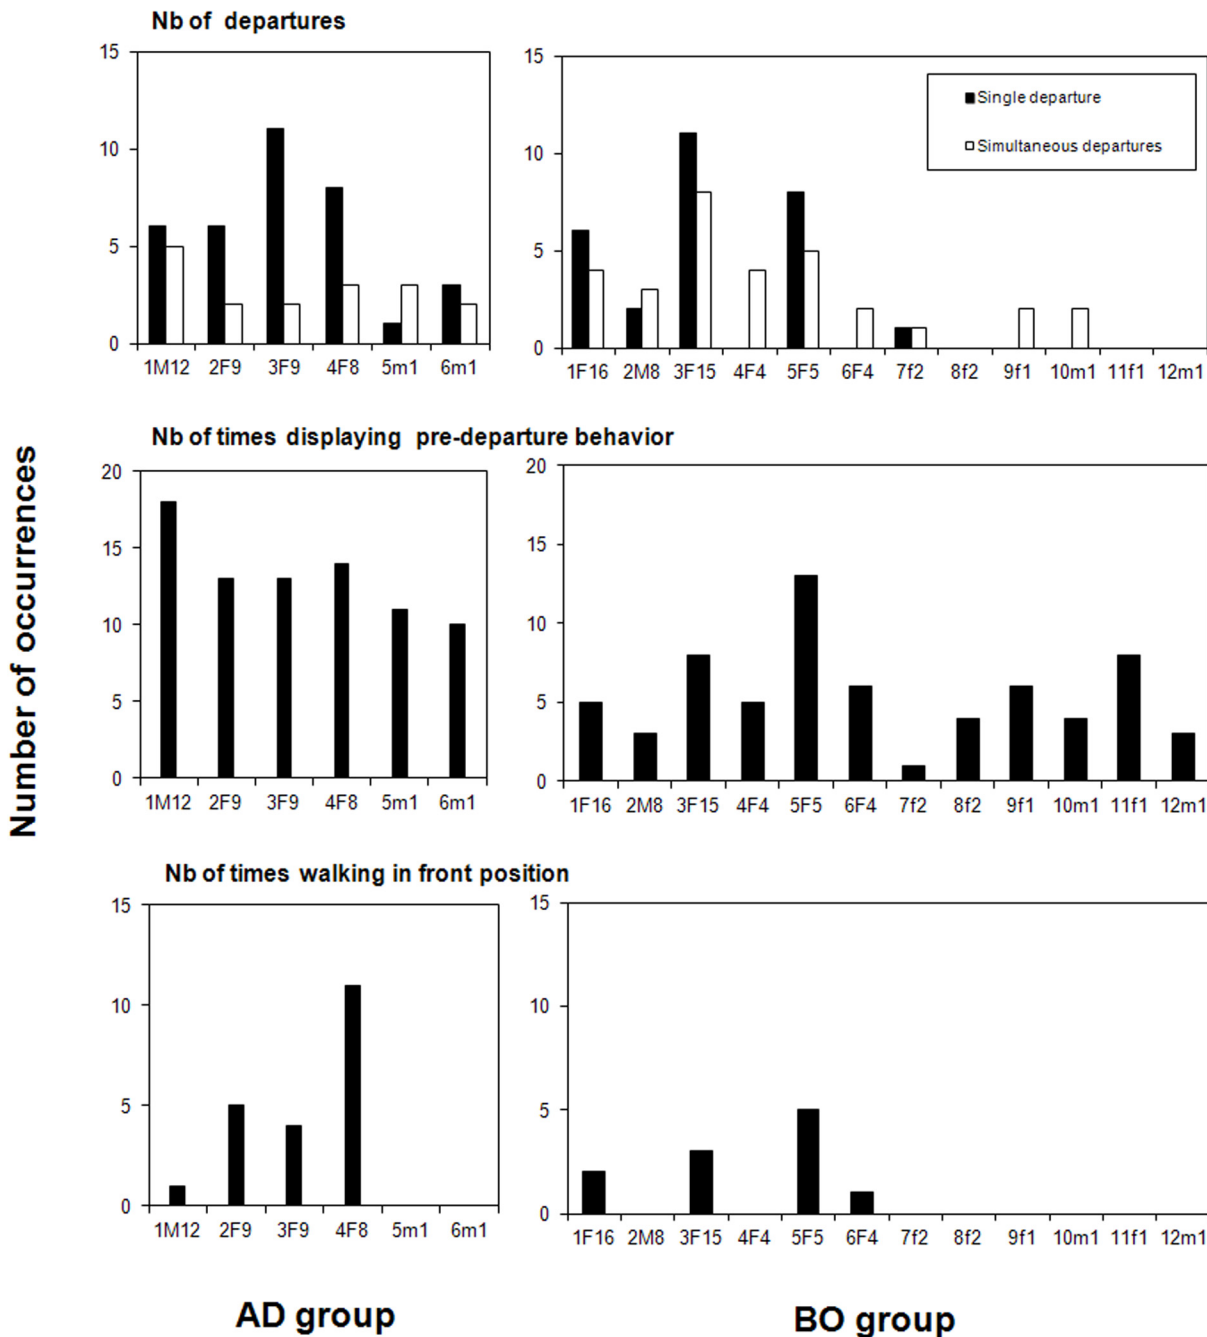 Nb of departures
15
10
5
0
1M12 2F9 3F9 4F8 5m1 6m1
15
10
5
0
1F16 2M8 3F15 4F4 5F5 6F4 7f2 8f2 9f1 10m1 11f1 12m1
Single departure
Simultaneous departures
Number of occurrences
Nb of times displaying pre-departure behavior
20
15
10
5
0
1M12 2F9 3F9 4F8 5m1 6m1
20
15
10
5
0
1F16 2M8 3F15 4F4 5F5 6F4 7f2 8f2 9f1 10m1 11f1 12m1
Nb of times walking in front position
15
10
5
0
1M12 2F9 3F9 4F8 5m1 6m1
15
10
5
0
1F16 2M8 3F15 4F4 5F5 6F4 7f2 8f2 9f1 10m1 11f1 12m1
AD group
BO group